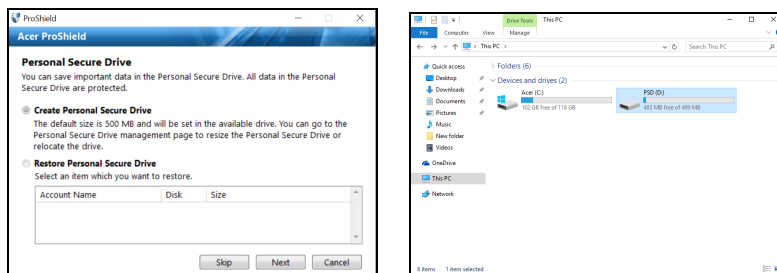 ProShield
Acer ProShield
Personal Secure Drive
You can save important data in the Personal Secure Drive. All data in the Personal
Secure Drive are protected.
Create Personal Secure Drive
The default size is 500 MB and will be set in the available drive. You can go to the
Personal Secure Drive management page to resize the Personal Secure Drive or
relocate the drive.
Restore Personal Secure Drive
Select an item which you want to restore.
Account Name Disk Size
Skip Next Cancel
Drive Tools This PC
File Computer View Manage
This PC
Search This PC
Quick access
Desktop
Downloads
Documents
Pictures
Music
New folder
Videos
OneDrive
This PC
Network
Folders (6)
Devices and drives (2)
Acer (C:)
102 GB free of 118 GB
PSD (D:)
483 MB free of 499 MB
8 items 1 item selected